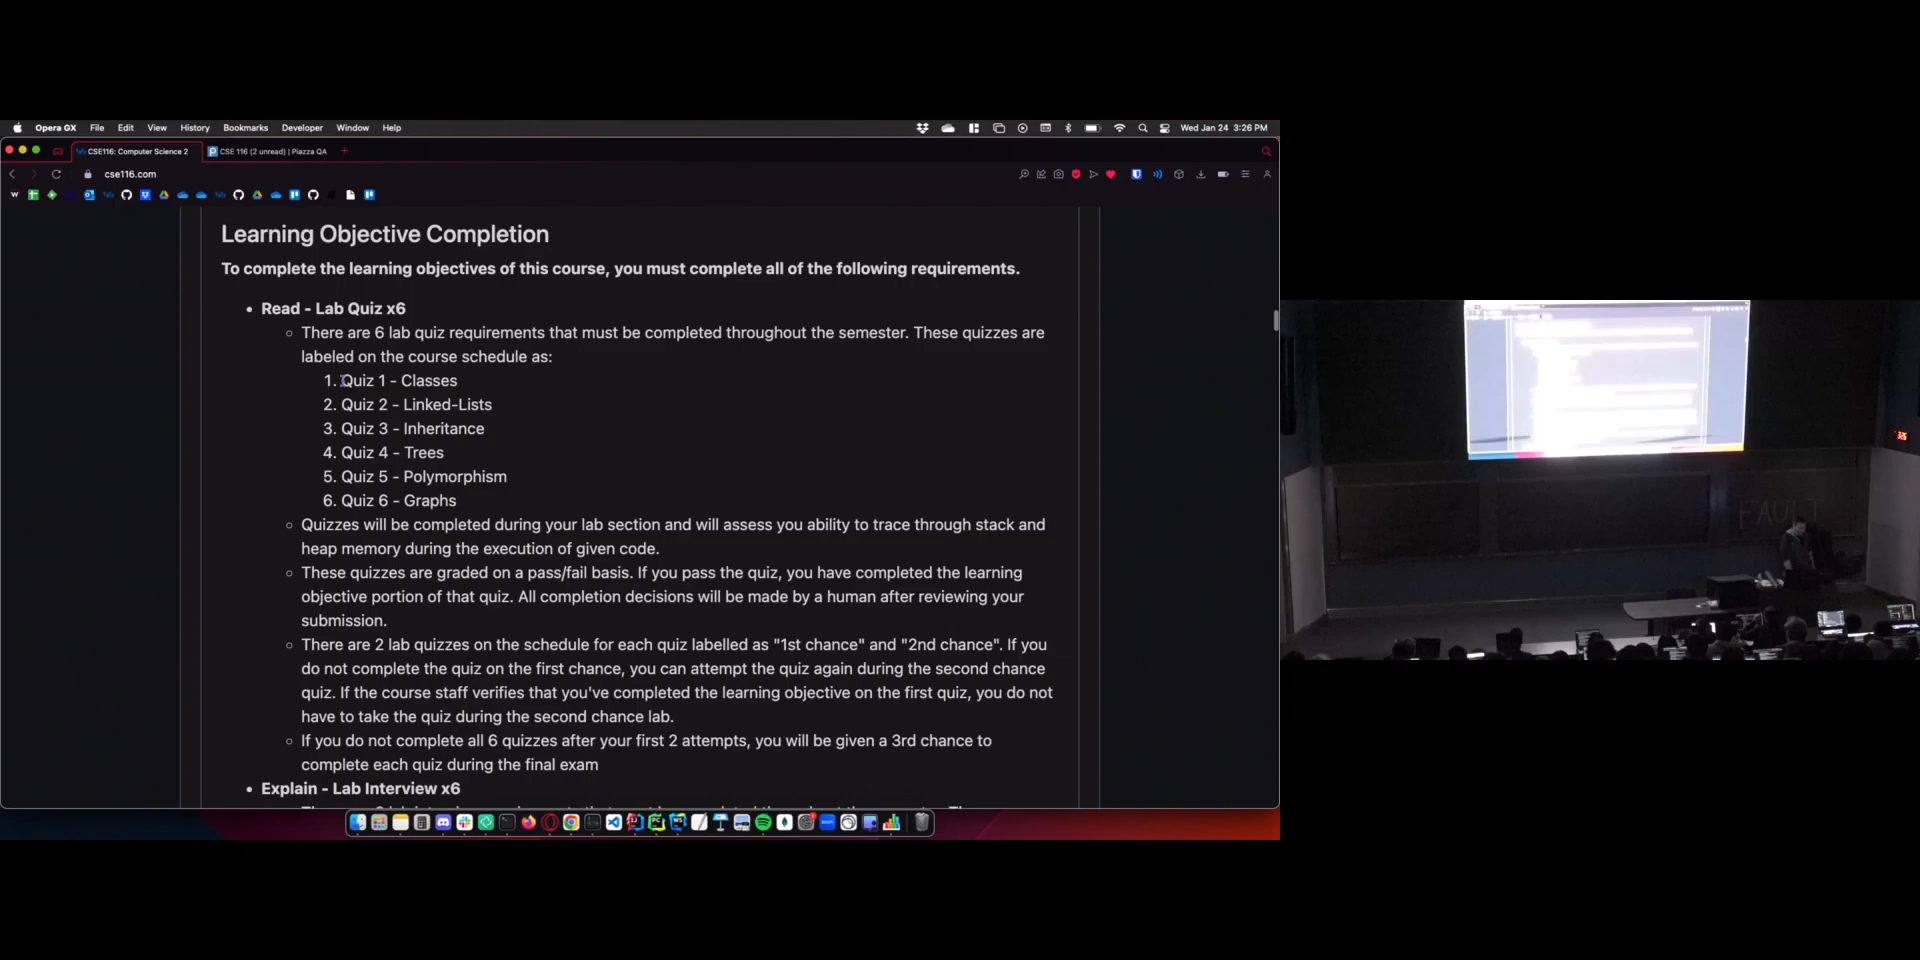 Opera GX File Edit View History Bookmarks Developer Window Help Wed Jan 24 3:26 PM
CSE116: Computer Science 2 CSE 116 (2 unread) | Piazza QA
cse116.com
Learning Objective Completion
To complete the learning objectives of this course, you must complete all of the following requirements.
• Read - Lab Quiz x6
◦ There are 6 lab quiz requirements that must be completed throughout the semester. These quizzes are
labeled on the course schedule as:
1. Quiz 1 - Classes
2. Quiz 2 - Linked-Lists
3. Quiz 3 - Inheritance
4. Quiz 4 - Trees
5. Quiz 5 - Polymorphism
6. Quiz 6 - Graphs
◦ Quizzes will be completed during your lab section and will assess you ability to trace through stack and
heap memory during the execution of given code.
◦ These quizzes are graded on a pass/fail basis. If you pass the quiz, you have completed the learning
objective portion of that quiz. All completion decisions will be made by a human after reviewing your
submission.
◦ There are 2 lab quizzes on the schedule for each quiz labelled as "1st chance" and "2nd chance". If you
do not complete the quiz on the first chance, you can attempt the quiz again during the second chance
quiz. If the course staff verifies that you've completed the learning objective on the first quiz, you do not
have to take the quiz during the second chance lab.
◦ If you do not complete all 6 quizzes after your first 2 attempts, you will be given a 3rd chance to
complete each quiz during the final exam
• Explain - Lab Interview x6
FAULT